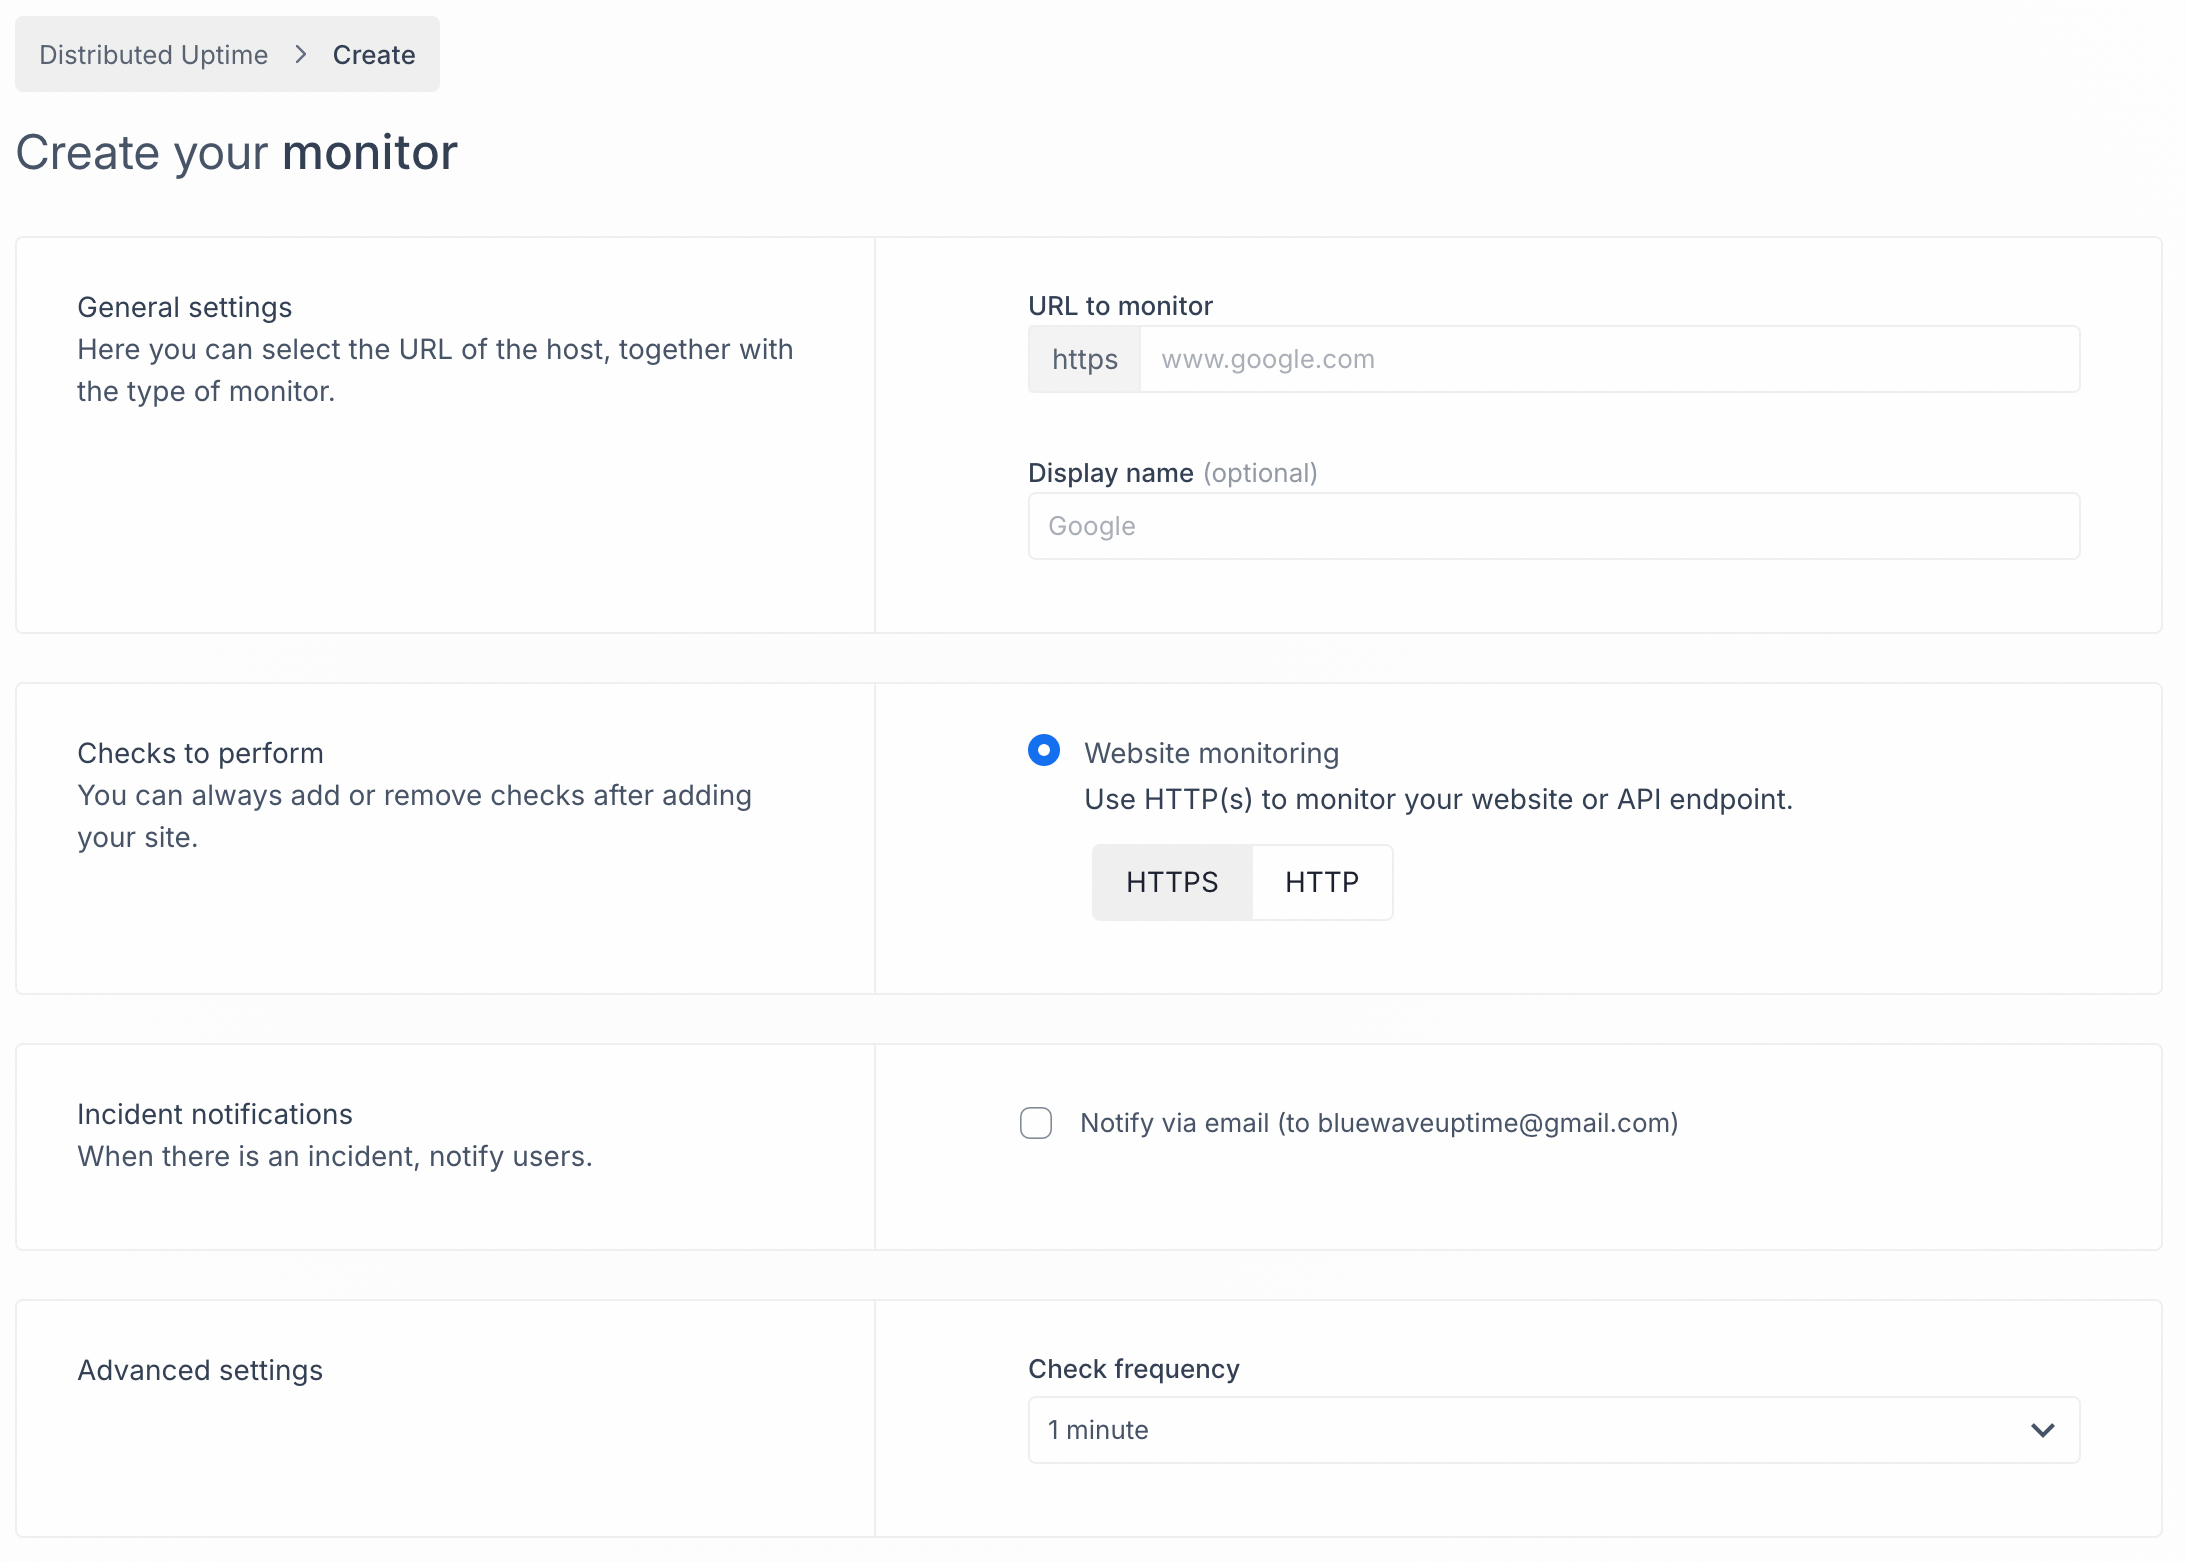 Distributed Uptime > Create
Create your monitor
General settings
Here you can select the URL of the host, together with
the type of monitor.
URL to monitor
https www.google.com
Display name (optional)
Google
Checks to perform
You can always add or remove checks after adding
your site.
Website monitoring
Use HTTP(s) to monitor your website or API endpoint.
HTTPS HTTP
Incident notifications
When there is an incident, notify users.
Notify via email (to bluewaveuptime@gmail.com)
Advanced settings
Check frequency
1 minute